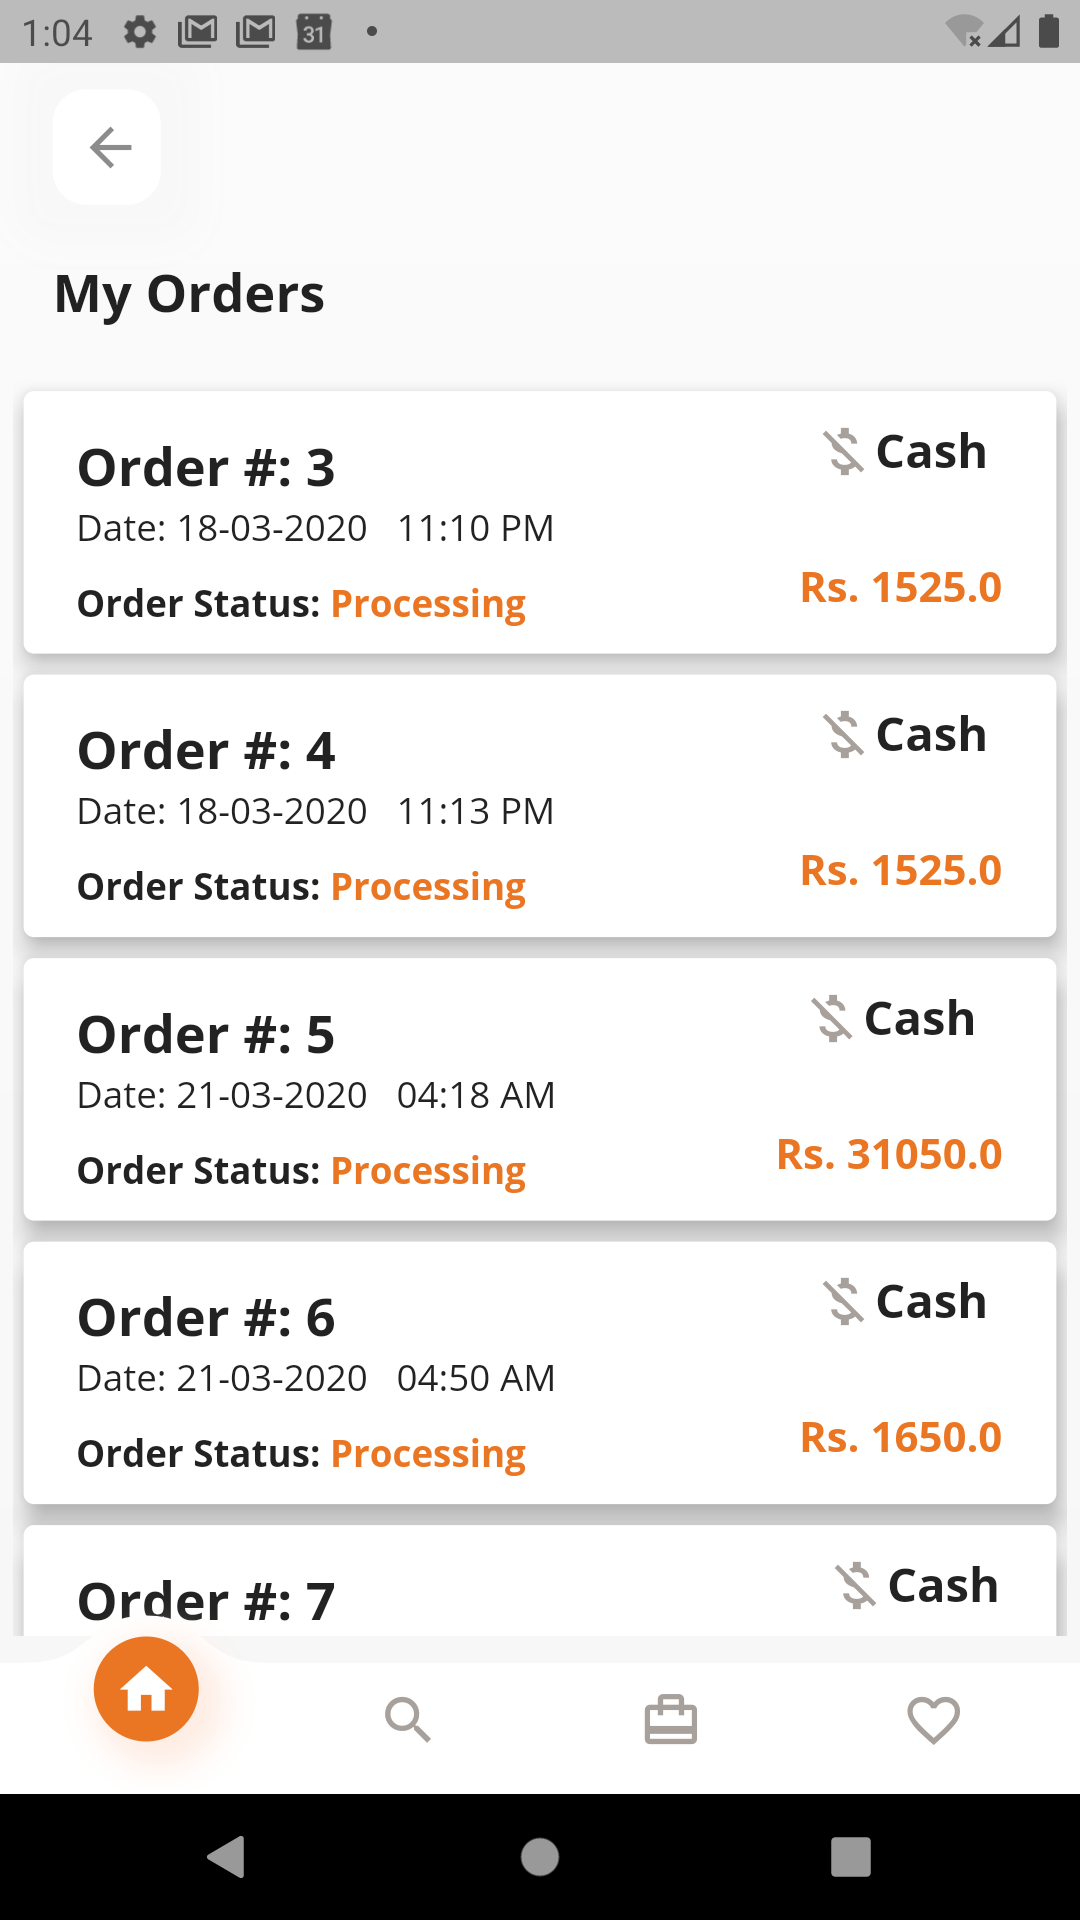 1:04
31
My Orders
Order #: 3
Cash
Date: 18-03-2020 11:10 PM
Rs. 1525.0
Order Status: Processing
Order #: 4
Cash
Date: 18-03-2020 11:13 PM
Rs. 1525.0
Order Status: Processing
Order #: 5
Cash
Date: 21-03-2020 04:18 AM
Rs. 31050.0
Order Status: Processing
Order #: 6
Cash
Date: 21-03-2020 04:50 AM
Rs. 1650.0
Order Status: Processing
Order #: 7
Cash